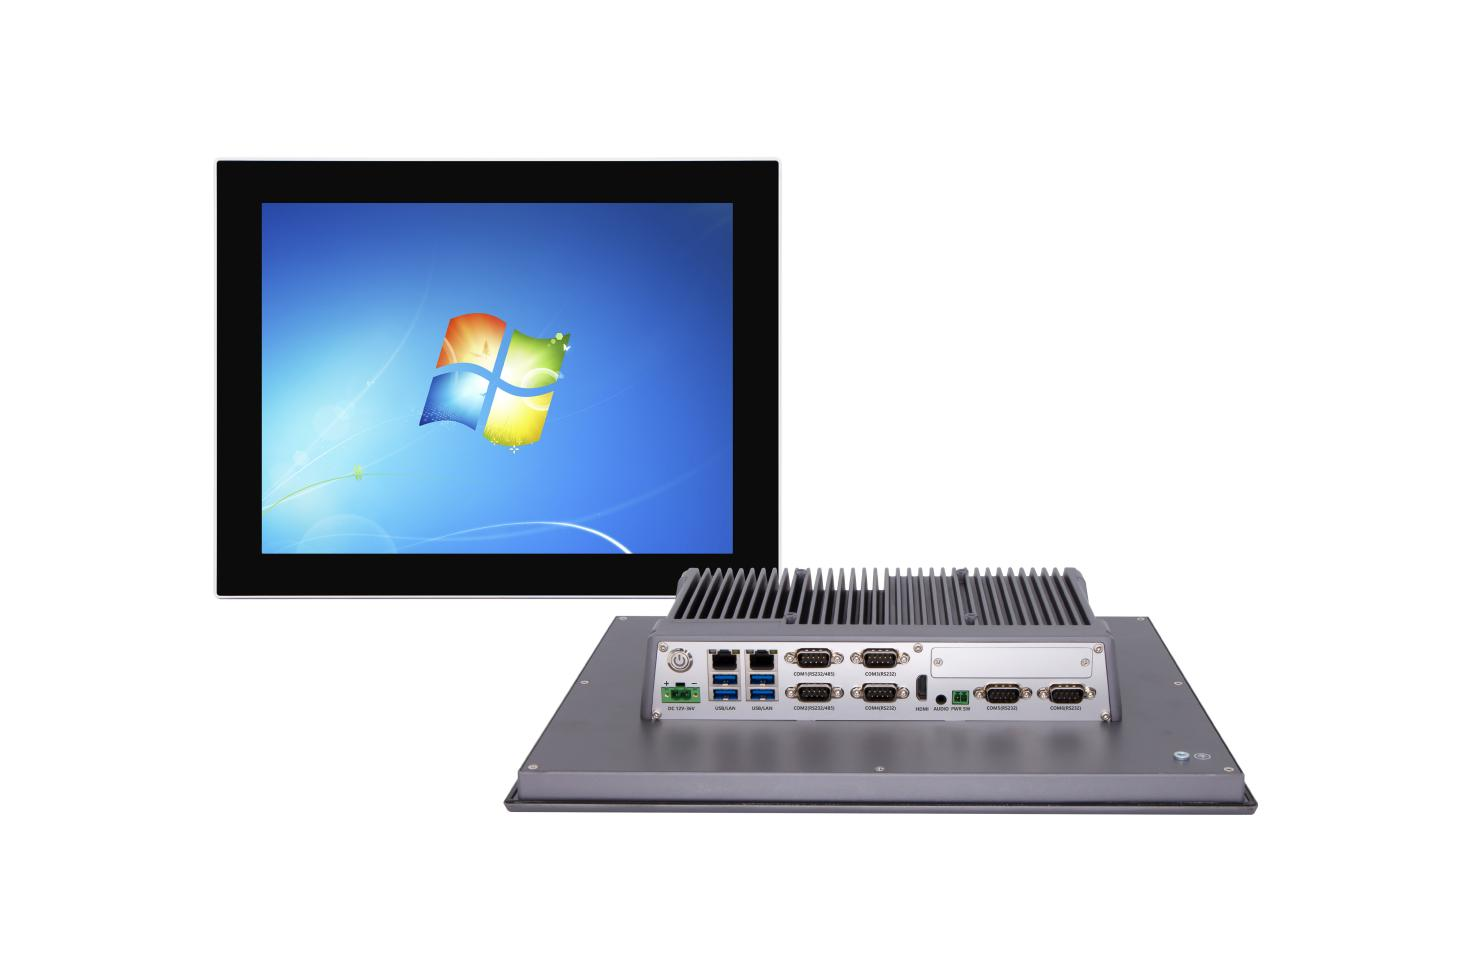 + −
DC 12V-36V
USB/LAN
USB/LAN
COM1(RS232/485)
COM2(RS232/485)
COM3(RS232)
COM4(RS232)
HDMI
AUDIO
PWR SW
COM5(RS232)
COM6(RS232)